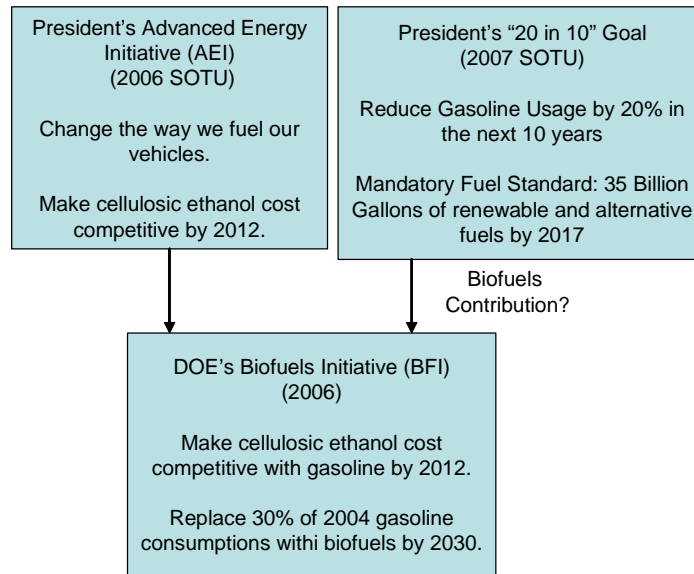 President's Advanced Energy
Initiative (AEI)
(2006 SOTU)
Change the way we fuel our
vehicles.
Make cellulosic ethanol cost
competitive by 2012.
President's “20 in 10” Goal
(2007 SOTU)
Reduce Gasoline Usage by 20% in
the next 10 years
Mandatory Fuel Standard: 35 Billion
Gallons of renewable and alternative
fuels by 2017
Biofuels
Contribution?
DOE's Biofuels Initiative (BFI)
(2006)
Make cellulosic ethanol cost
competitive with gasoline by 2012.
Replace 30% of 2004 gasoline
consumptions withi biofuels by 2030.